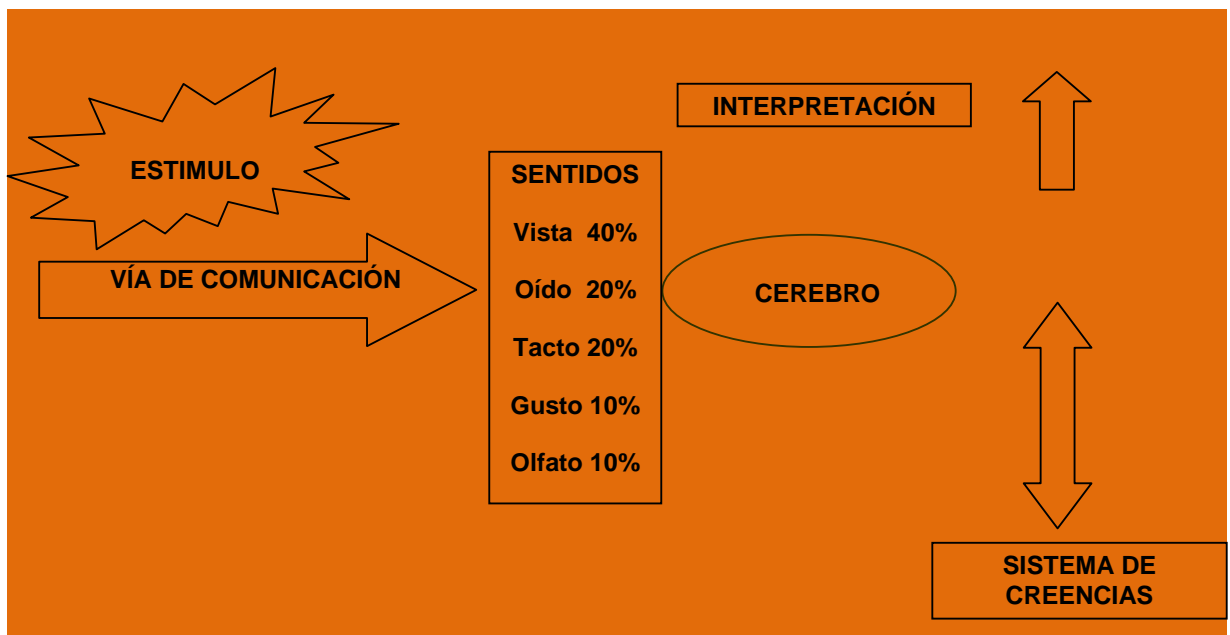 ESTIMULO
VÍA DE COMUNICACIÓN
SENTIDOS
Vista 40%
Oído 20%
Tacto 20%
Gusto 10%
Olfato 10%
INTERPRETACIÓN
CEREBRO
SISTEMA DE
CREENCIAS